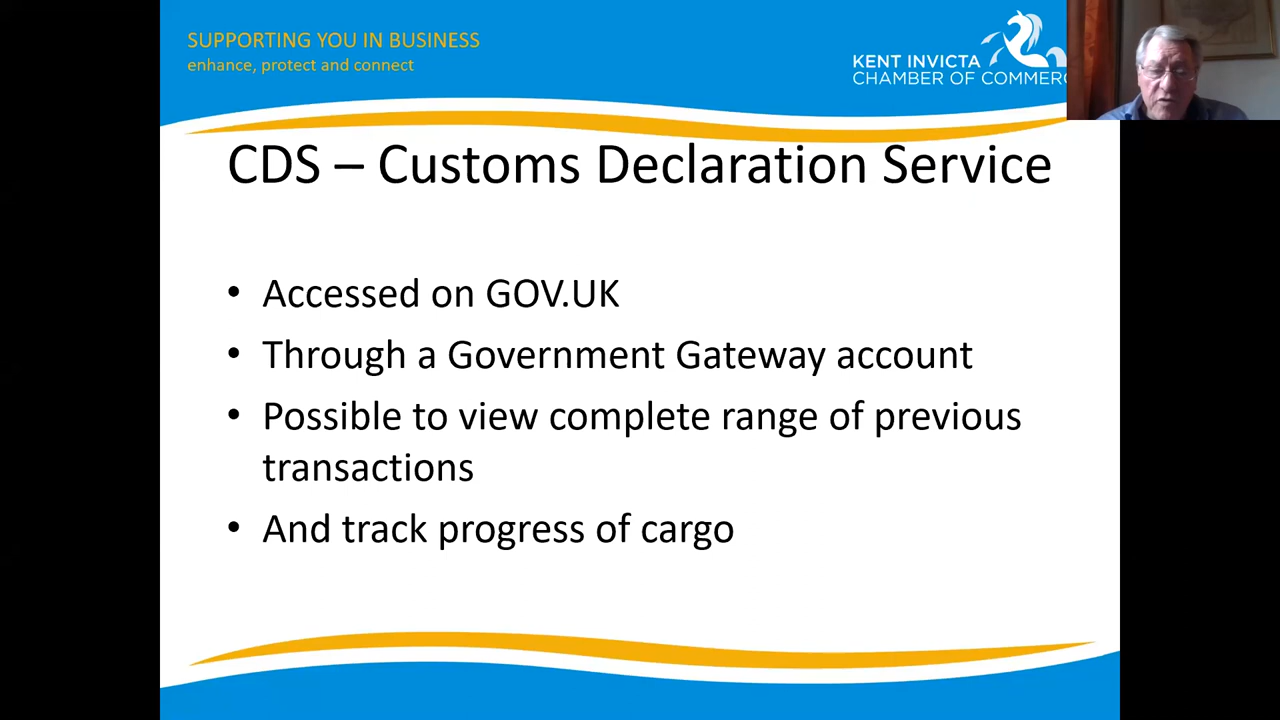 SUPPORTING YOU IN BUSINESS
enhance, protect and connect
KENT INVICTA
CHAMBER OF COMMERC
CDS – Customs Declaration Service
• Accessed on GOV.UK
• Through a Government Gateway account
• Possible to view complete range of previous
transactions
• And track progress of cargo